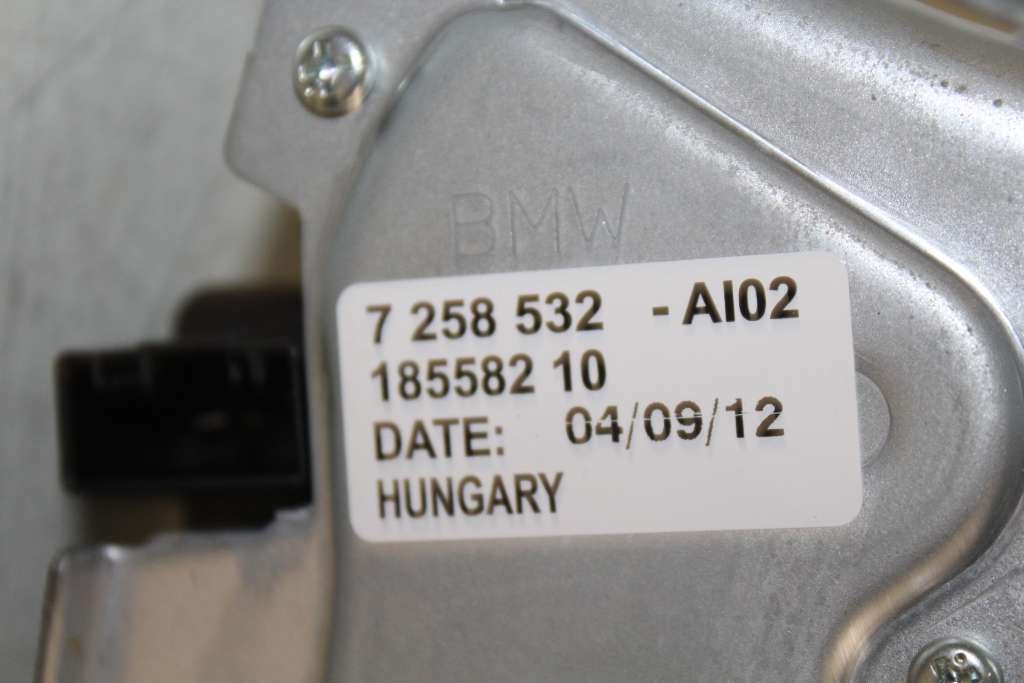 BMW
7 258 532 - AI02
185582 10
DATE: 04/09/12
HUNGARY